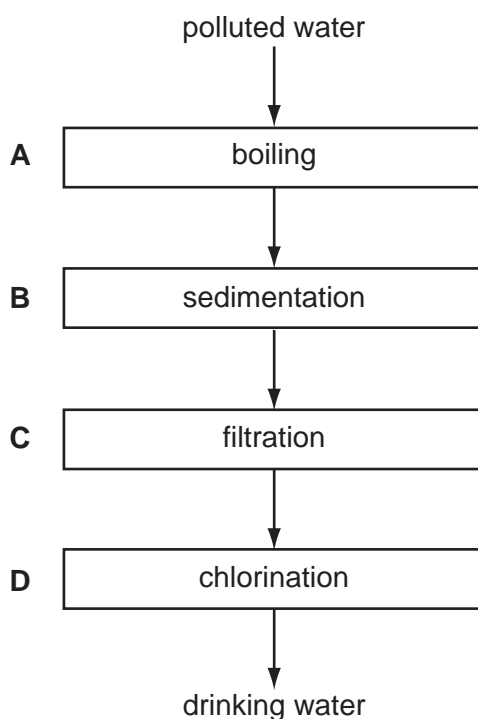 polluted water
A boiling
B sedimentation
C filtration
D chlorination
drinking water